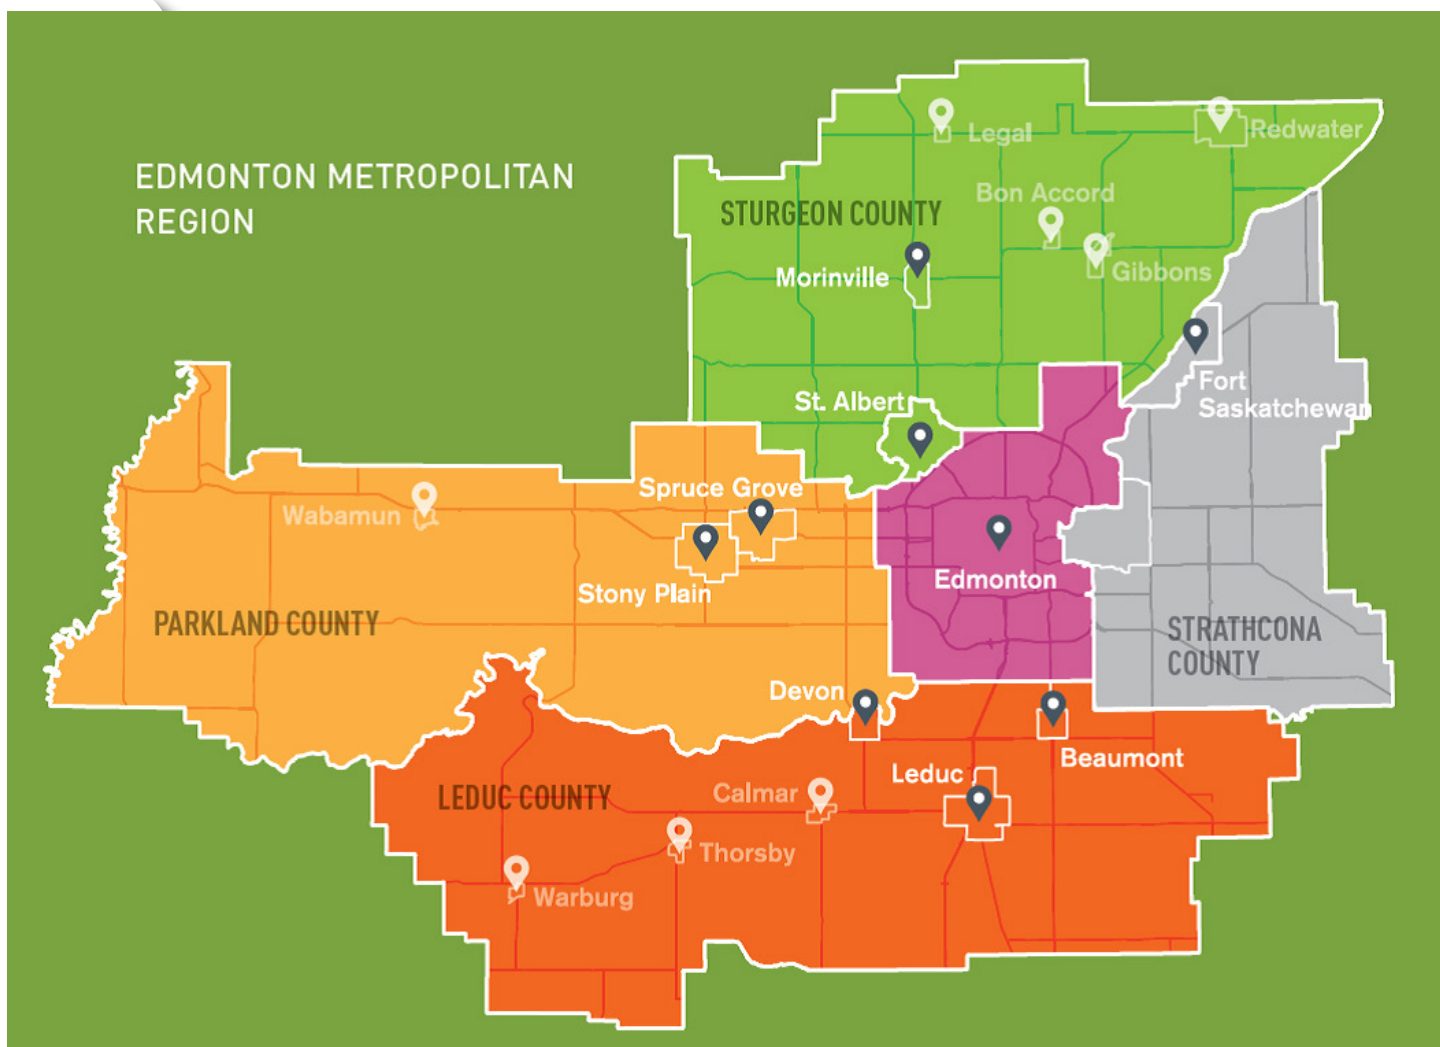 EDMONTON METROPOLITAN
REGION
Legal
Redwater
Bon Accord
STURGEON COUNTY
Morinville
Gibbons
Fort
Saskatchewan
St. Albert
Spruce Grove
Wabamun
Edmonton
Stony Plain
PARKLAND COUNTY
STRATHCONA
COUNTY
Devon
Beaumont
Leduc
LEDUC COUNTY
Calmar
Thorsby
Warburg